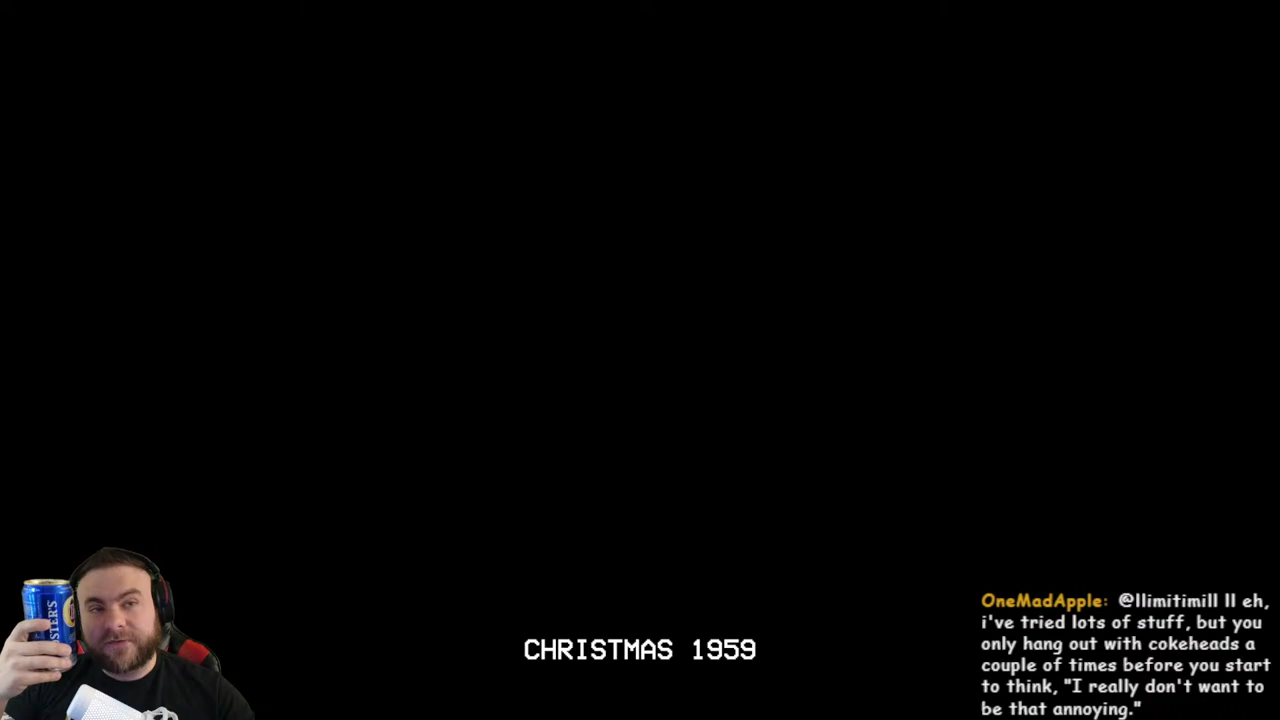 STER'S
CHRISTMAS 1959
OneMadApple: @llimitimill ll eh,
i've tried lots of stuff, but you
only hang out with cokeheads a
couple of times before you start
to think, "I really don't want to
be that annoying."